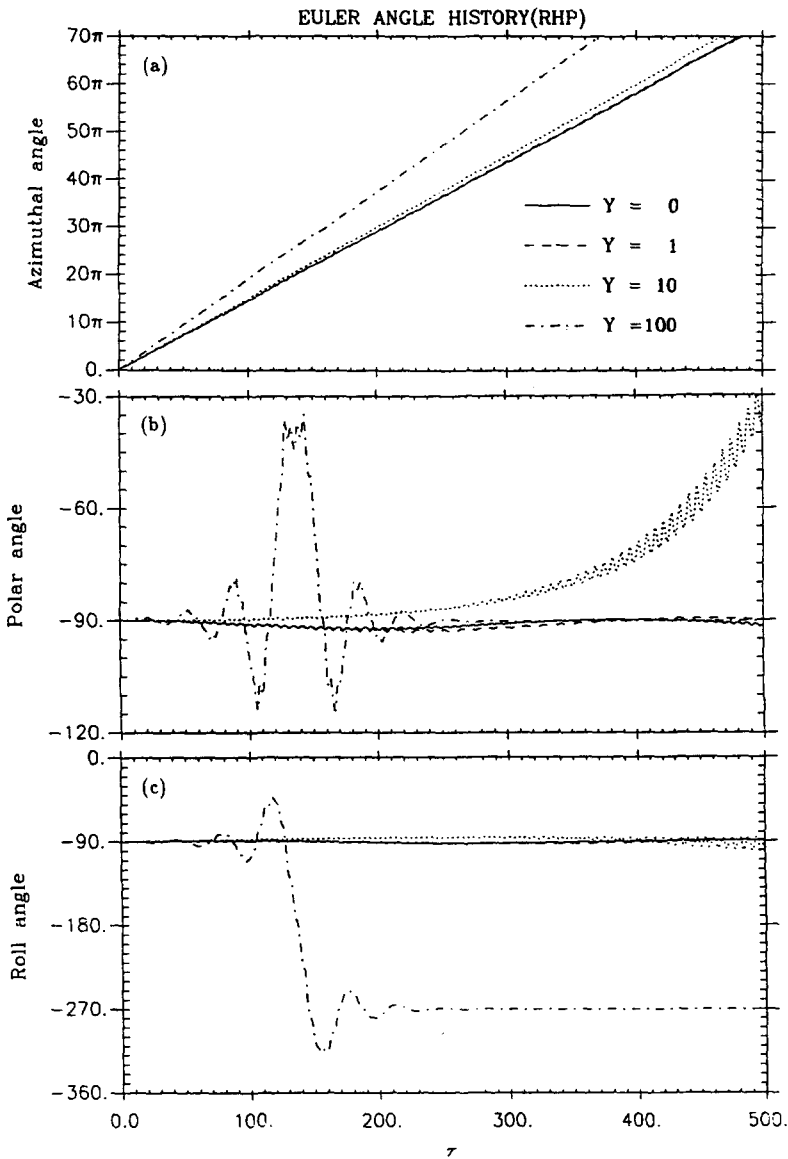 EULER ANGLE HISTORY(RHP)
70π
(a)
60π
50π
Azimuthal angle
40π
30π
20π
10π
0.
Y = 0
Y = 1
Y = 10
Y =100
-30.
(b)
-60.
Polar angle
-90.
-120.
0.
(c)
-90.
Roll angle
-180.
-270.
-360.
0.0 100. 200. 300. 400. 500.
τ